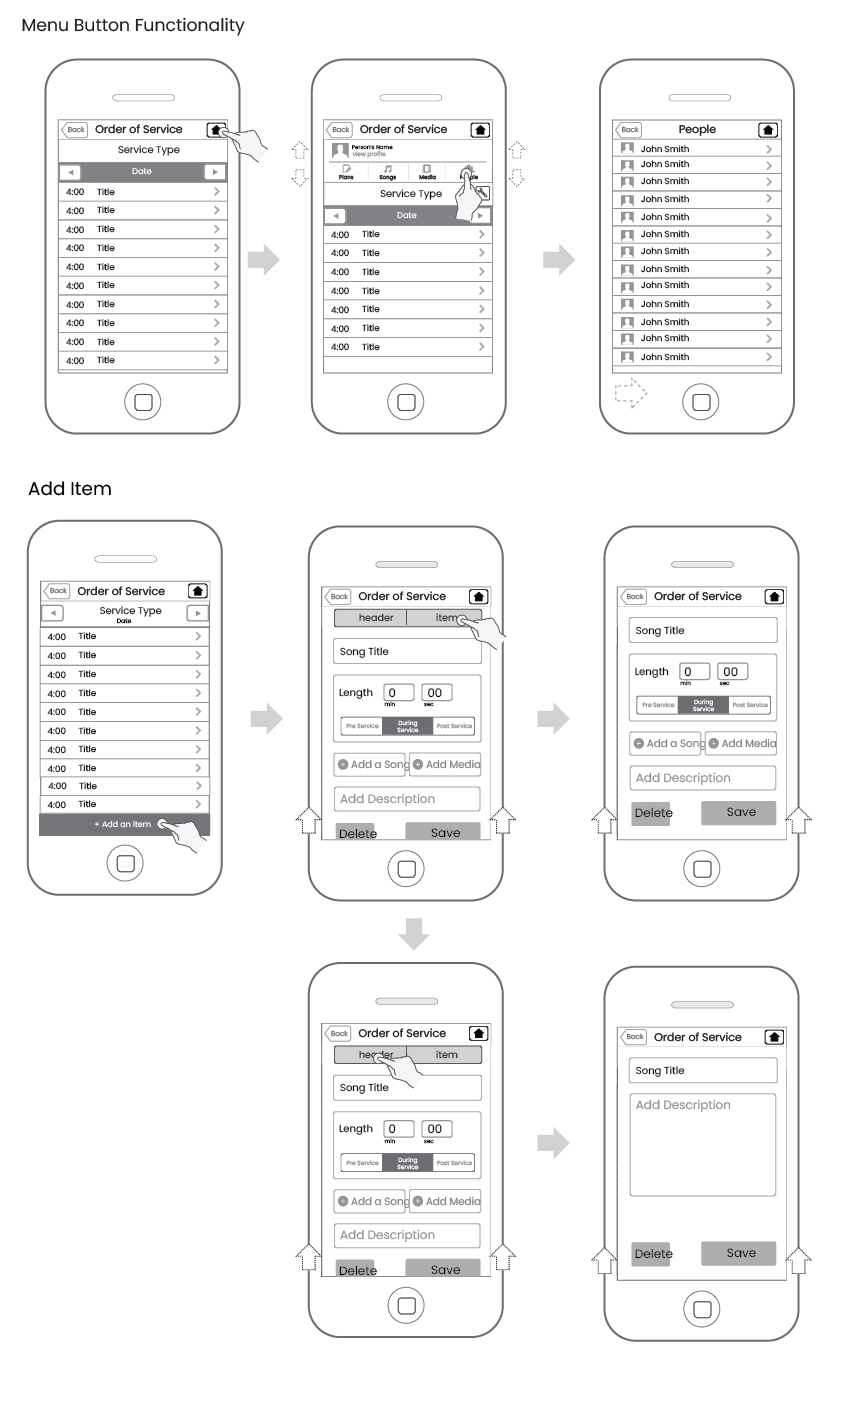 Menu Button Functionality
Back Order of Service
Service Type
Date
4:00 Title
4:00 Title
4:00 Title
4:00 Title
4:00 Title
4:00 Title
4:00 Title
4:00 Title
4:00 Title
4:00 Title
Back Order of Service
Person's Name
view profile
Plans Songs Media
Service Type
Date
4:00 Title
4:00 Title
4:00 Title
4:00 Title
4:00 Title
4:00 Title
4:00 Title
Back People
John Smith
John Smith
John Smith
John Smith
John Smith
John Smith
John Smith
John Smith
John Smith
John Smith
John Smith
John Smith
John Smith
Add Item
Back Order of Service
Service Type
Date
4:00 Title
4:00 Title
4:00 Title
4:00 Title
4:00 Title
4:00 Title
4:00 Title
4:00 Title
4:00 Title
4:00 Title
+ Add an item
Back Order of Service
header item
Song Title
Length 0 00
min sec
Pre Service During Service Post Service
Add a Song Add Media
Add Description
Delete Save
Back Order of Service
Song Title
Length 0 00
min sec
Pre Service During Service Post Service
Add a Song Add Media
Add Description
Delete Save
Back Order of Service
header item
Song Title
Length 0 00
min sec
Pre Service During Service Post Service
Add a Song Add Media
Add Description
Delete Save
Back Order of Service
Song Title
Add Description
Delete Save